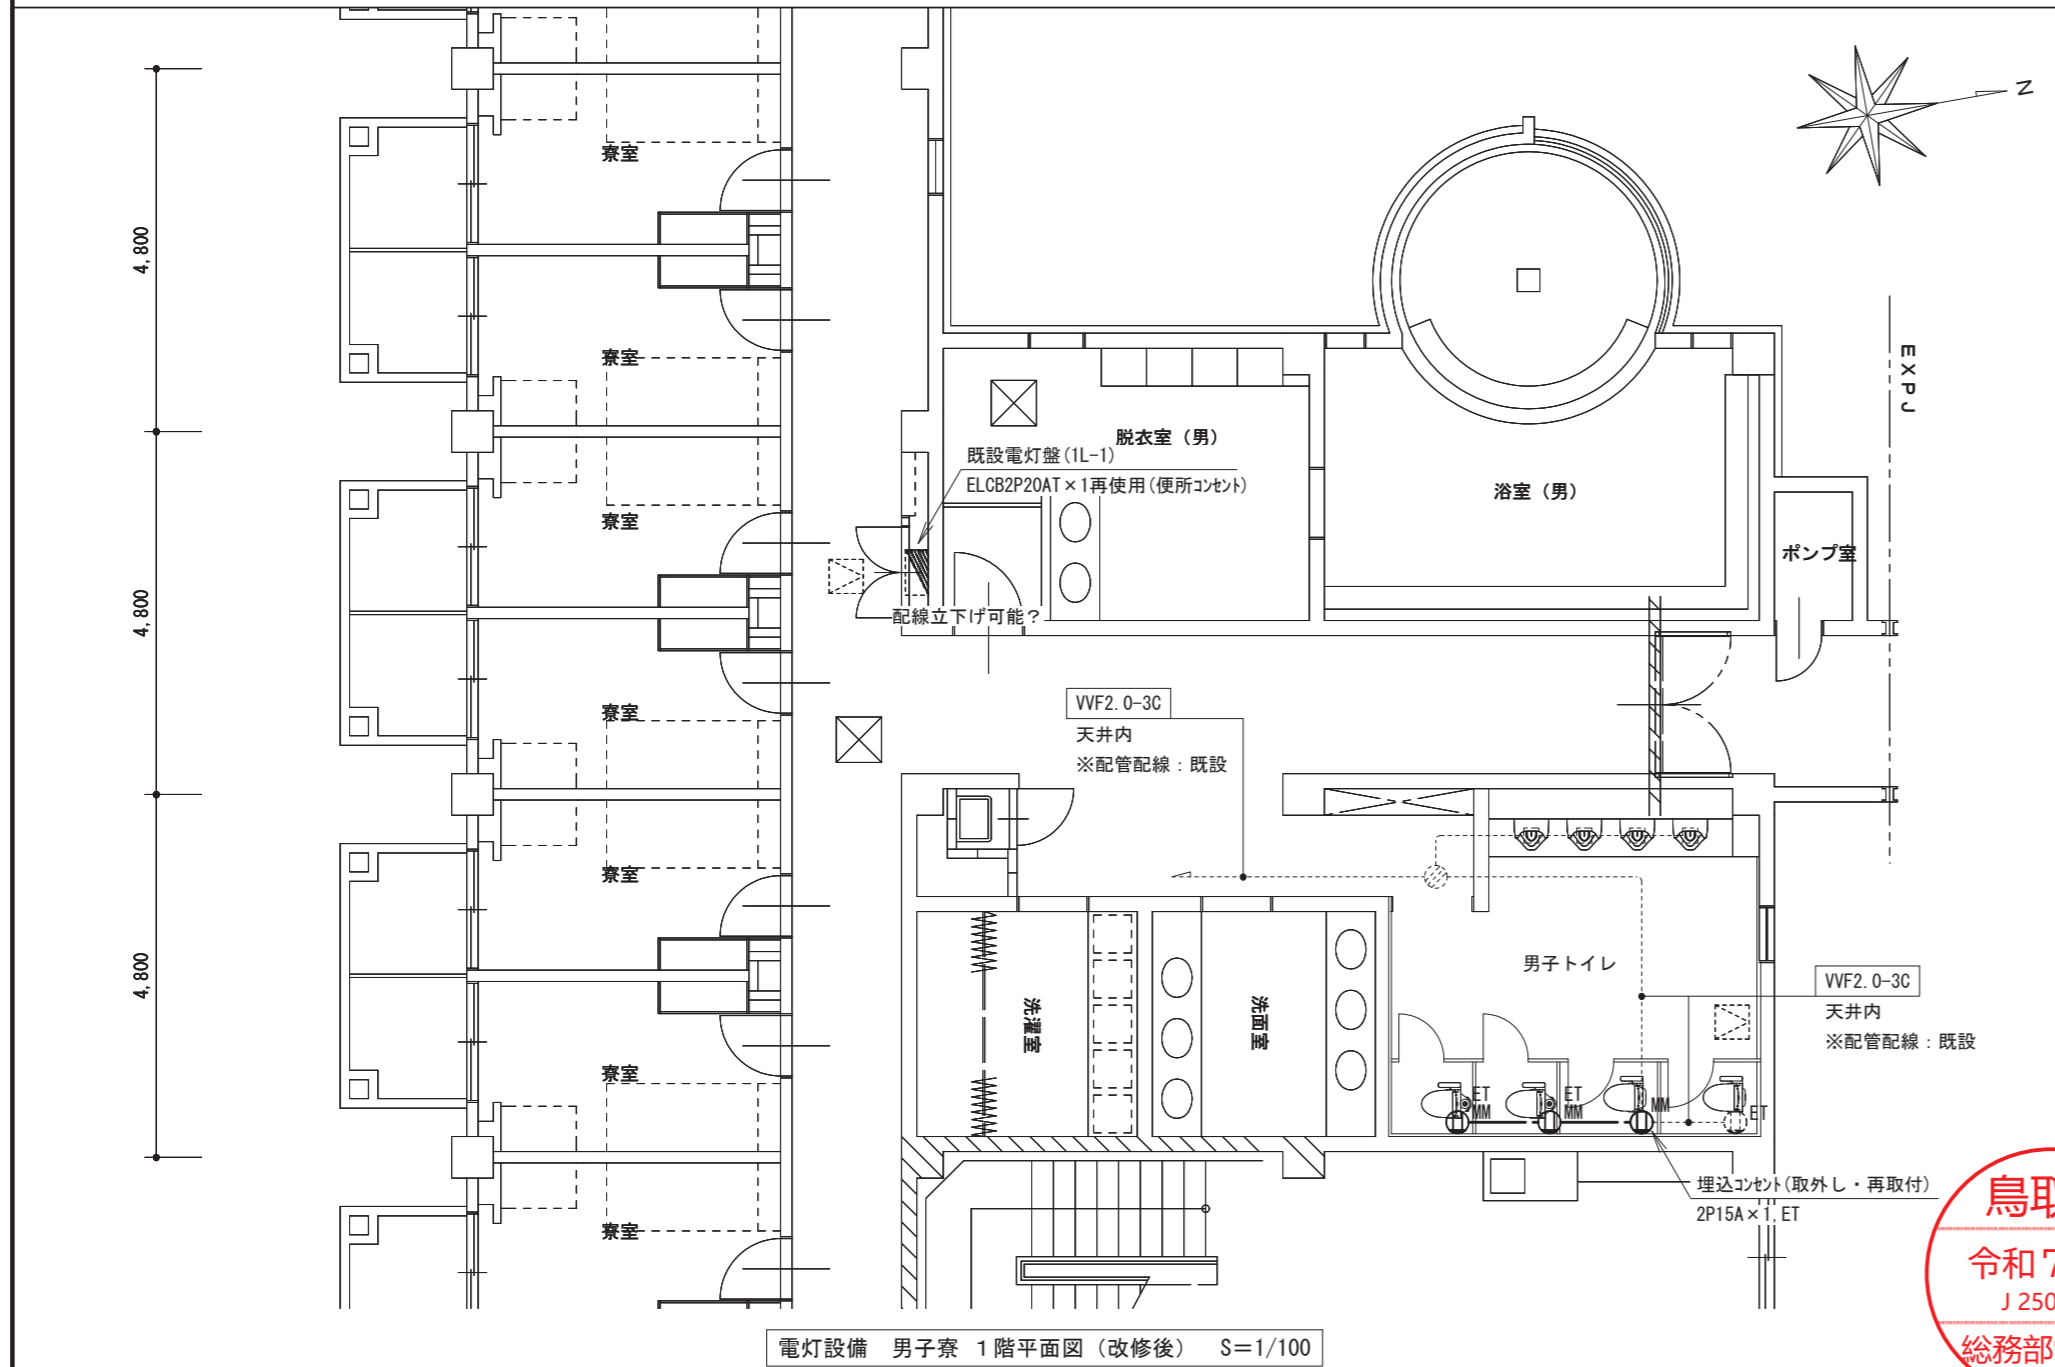 N
4,800
寮室
寮室
EXPJ
脱衣室（男）
既設電灯盤(1L-1)
ELCB2P20AT×1再使用(便所ｺﾝｾﾝﾄ)
浴室（男）
寮室
ポンプ室
4,800
配線立下げ可能？
寮室
VVF2.0-3C
天井内
※配管配線：既設
寮室
4,800
男子トイレ
VVF2.0-3C
天井内
※配管配線：既設
洗濯室
洗面室
寮室
ET
MM
ET
MM
MM
ET
埋込ｺﾝｾﾝﾄ(取外し・再取付)
2P15A×1,ET
寮室
鳥取
令和7
J 250
総務部
電灯設備　男子寮　1階平面図（改修後）　S=1/100